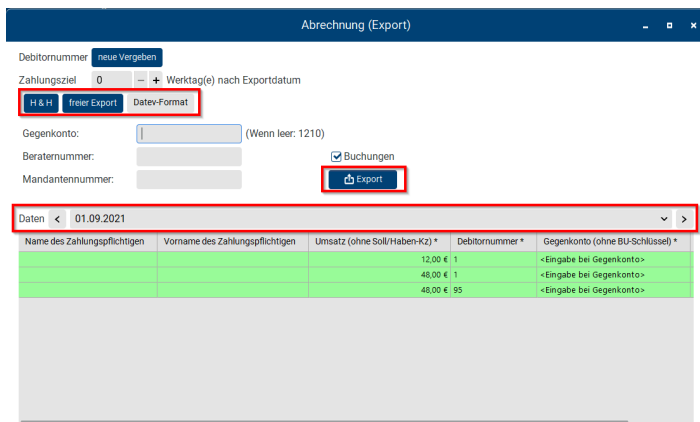 Abrechnung (Export)
Debitornummer neue Vergeben
Zahlungsziel 0 − + Werktag(e) nach Exportdatum
H & H freier Export Datev-Format
Gegenkonto: (Wenn leer: 1210)
Beraternummer: Buchungen
Mandantennummer: Export
Daten < 01.09.2021 >
Name des Zahlungspflichtigen Vorname des Zahlungspflichtigen Umsatz (ohne Soll/Haben-Kz) * Debitornummer * Gegenkonto (ohne BU-Schlüssel) *
12,00 € 1 <Eingabe bei Gegenkonto>
48,00 € 1 <Eingabe bei Gegenkonto>
48,00 € 95 <Eingabe bei Gegenkonto>